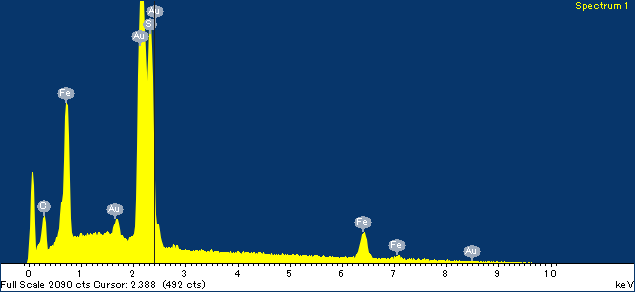 Spectrum 1
Au
S
Au
Fe
C
Au
Fe
Fe
Au
0 1 2 3 4 5 6 7 8 9 10
Full Scale 2090 cts Cursor: 2.388 (492 cts) keV